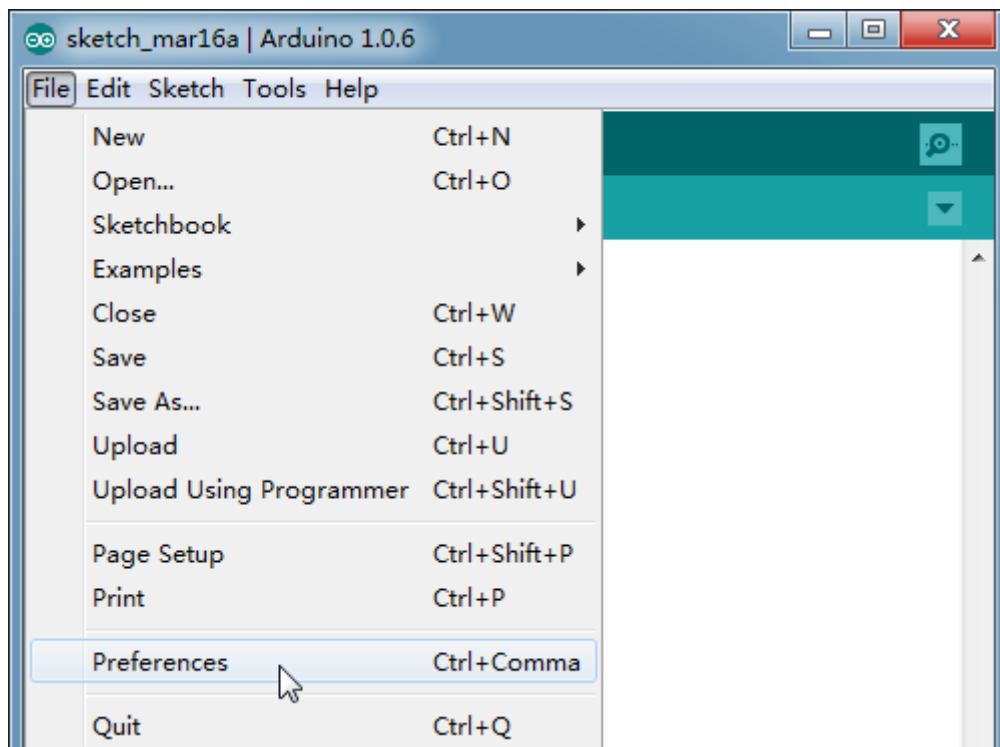 sketch_mar16a | Arduino 1.0.6
File Edit Sketch Tools Help
New Ctrl+N
Open... Ctrl+O
Sketchbook
Examples
Close Ctrl+W
Save Ctrl+S
Save As... Ctrl+Shift+S
Upload Ctrl+U
Upload Using Programmer Ctrl+Shift+U
Page Setup Ctrl+Shift+P
Print Ctrl+P
Preferences Ctrl+Comma
Quit Ctrl+Q